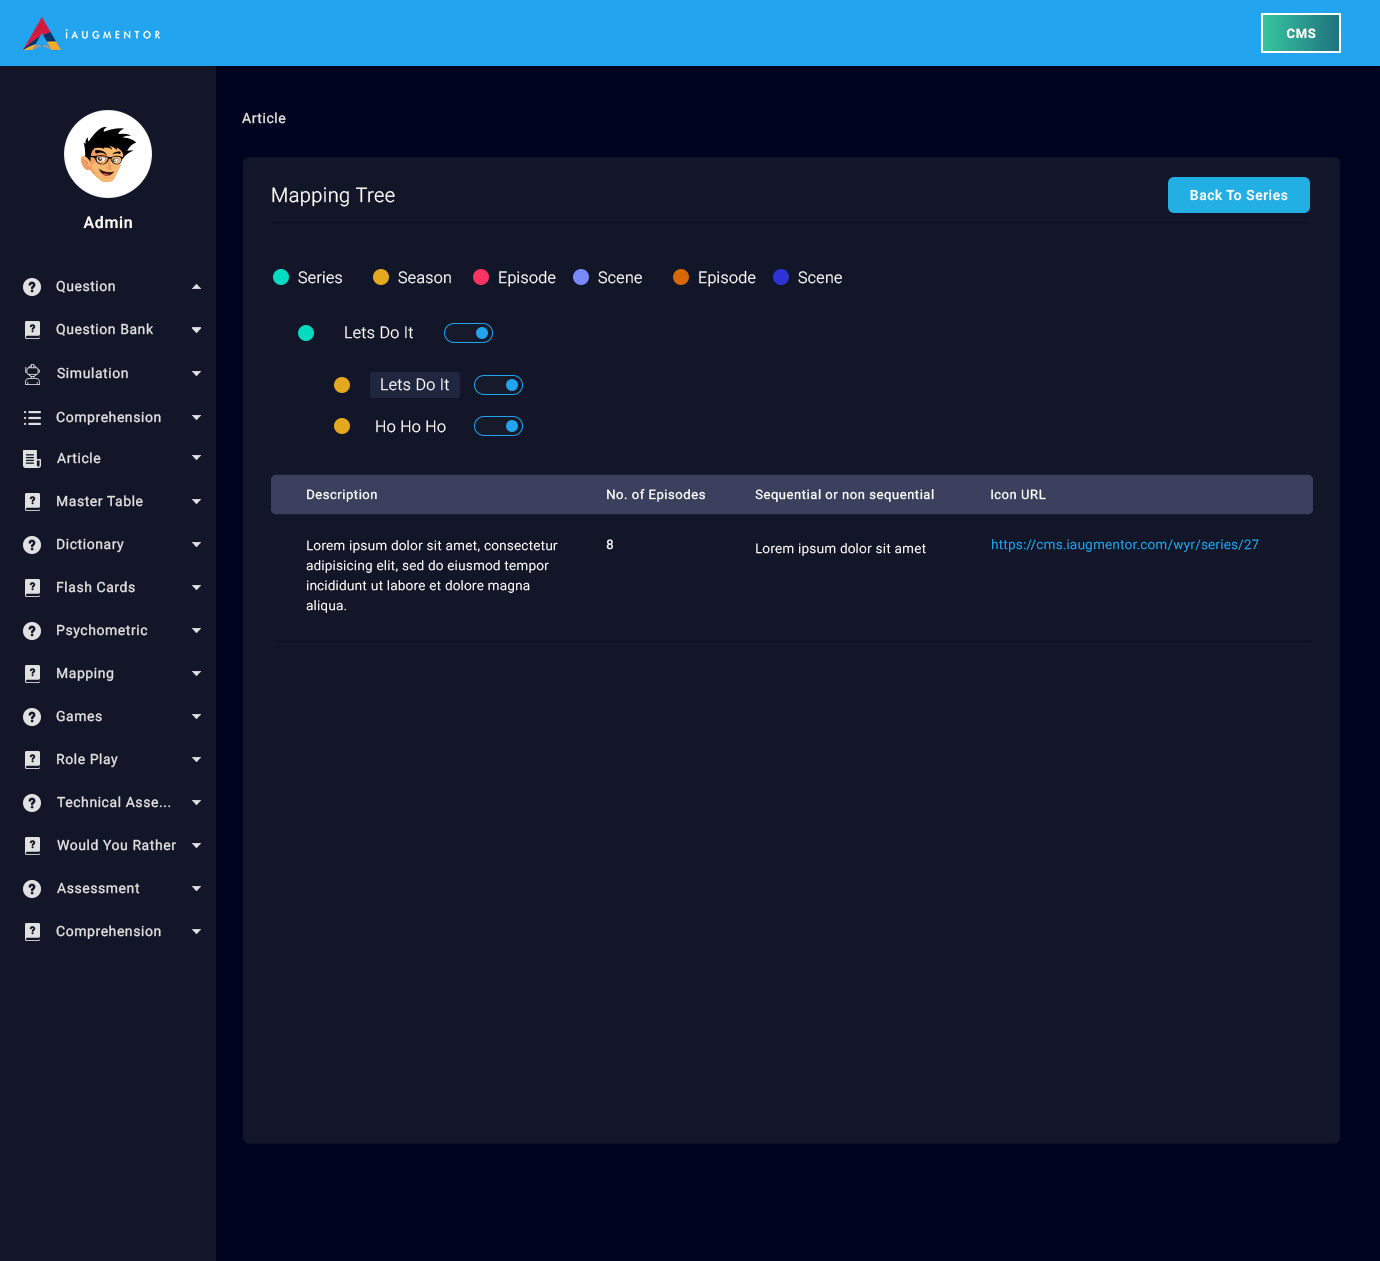 iAUGMENTOR
CMS
Admin
Question
Question Bank
Simulation
Comprehension
Article
Master Table
Dictionary
Flash Cards
Psychometric
Mapping
Games
Role Play
Technical Asse...
Would You Rather
Assessment
Comprehension
Article
Mapping Tree
Back To Series
Series Season Episode Scene Episode Scene
Lets Do It
Lets Do It
Ho Ho Ho
Description No. of Episodes Sequential or non sequential Icon URL
Lorem ipsum dolor sit amet, consectetur
adipisicing elit, sed do eiusmod tempor
incididunt ut labore et dolore magna
aliqua.
8
Lorem ipsum dolor sit amet
https://cms.iaugmentor.com/wyr/series/27